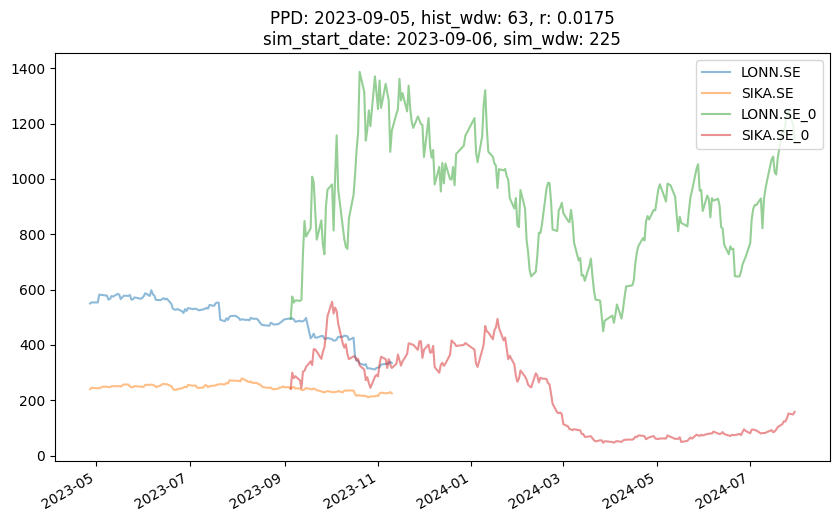 PPD: 2023-09-05, hist_wdw: 63, r: 0.0175
sim_start_date: 2023-09-06, sim_wdw: 225
1400
1200
1000
800
600
400
200
0
LONN.SE
SIKA.SE
LONN.SE_0
SIKA.SE_0
2023-05
2023-07
2023-09
2023-11
2024-01
2024-03
2024-05
2024-07